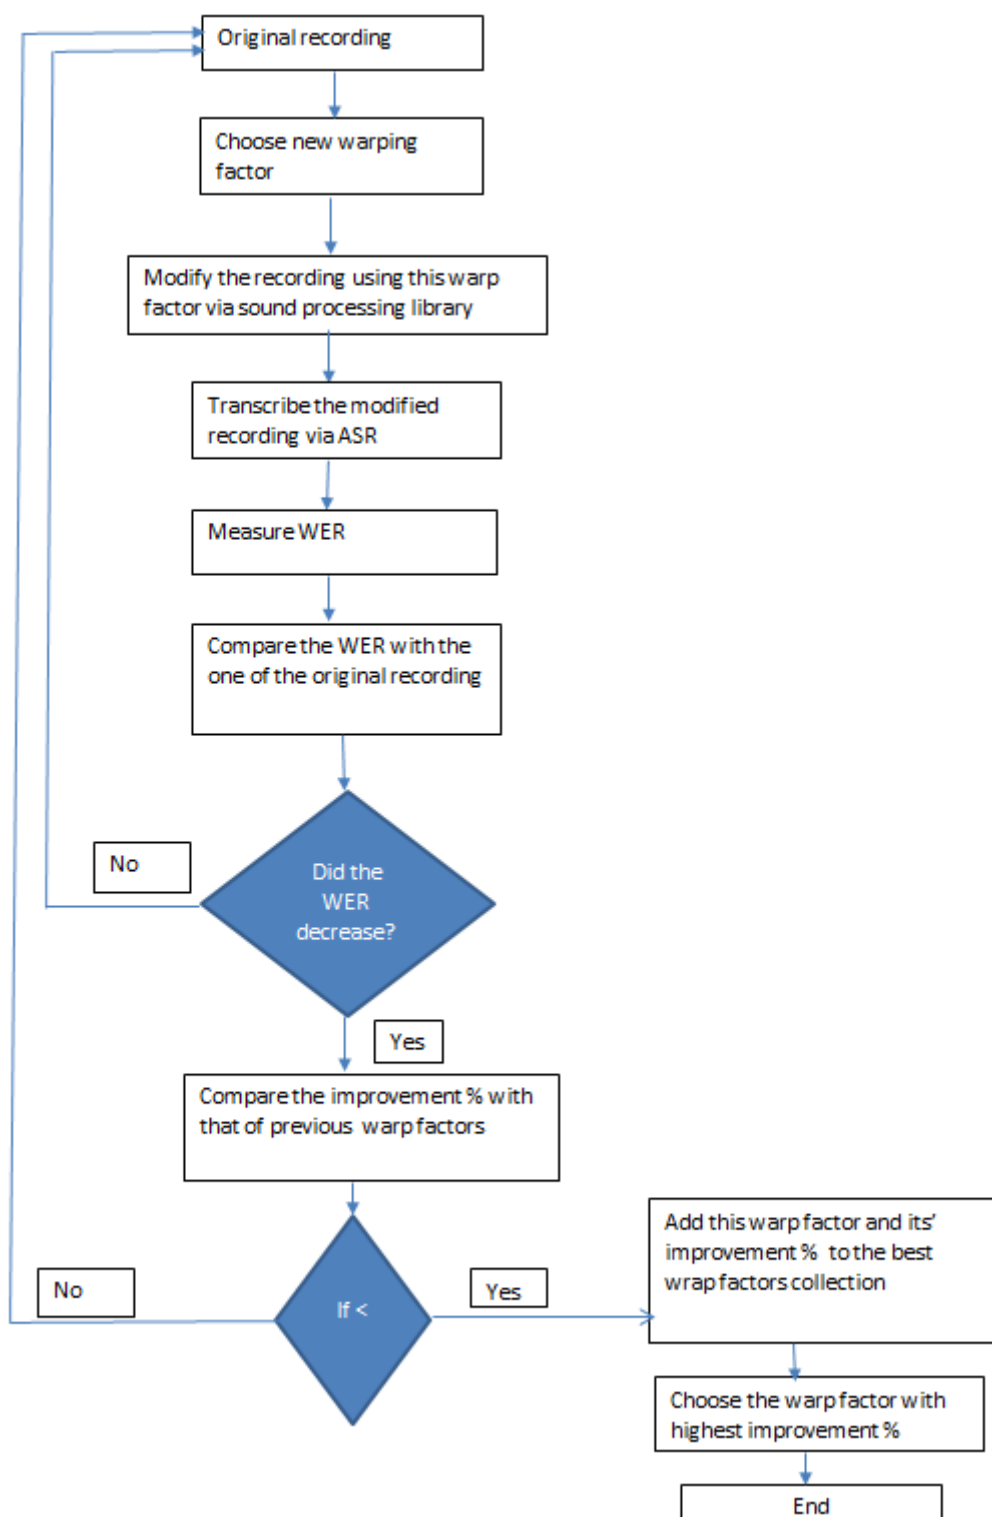 Original recording
Choose new warping
factor
Modify the recording using this warp
factor via sound processing library
Transcribe the modified
recording via ASR
Measure WER
Compare the WER with the
one of the original recording
Did the
WER
decrease?
No
Yes
Compare the improvement % with
that of previous warp factors
If <
No
Yes
Add this warp factor and its’
improvement % to the best
wrap factors collection
Choose the warp factor with
highest improvement %
End